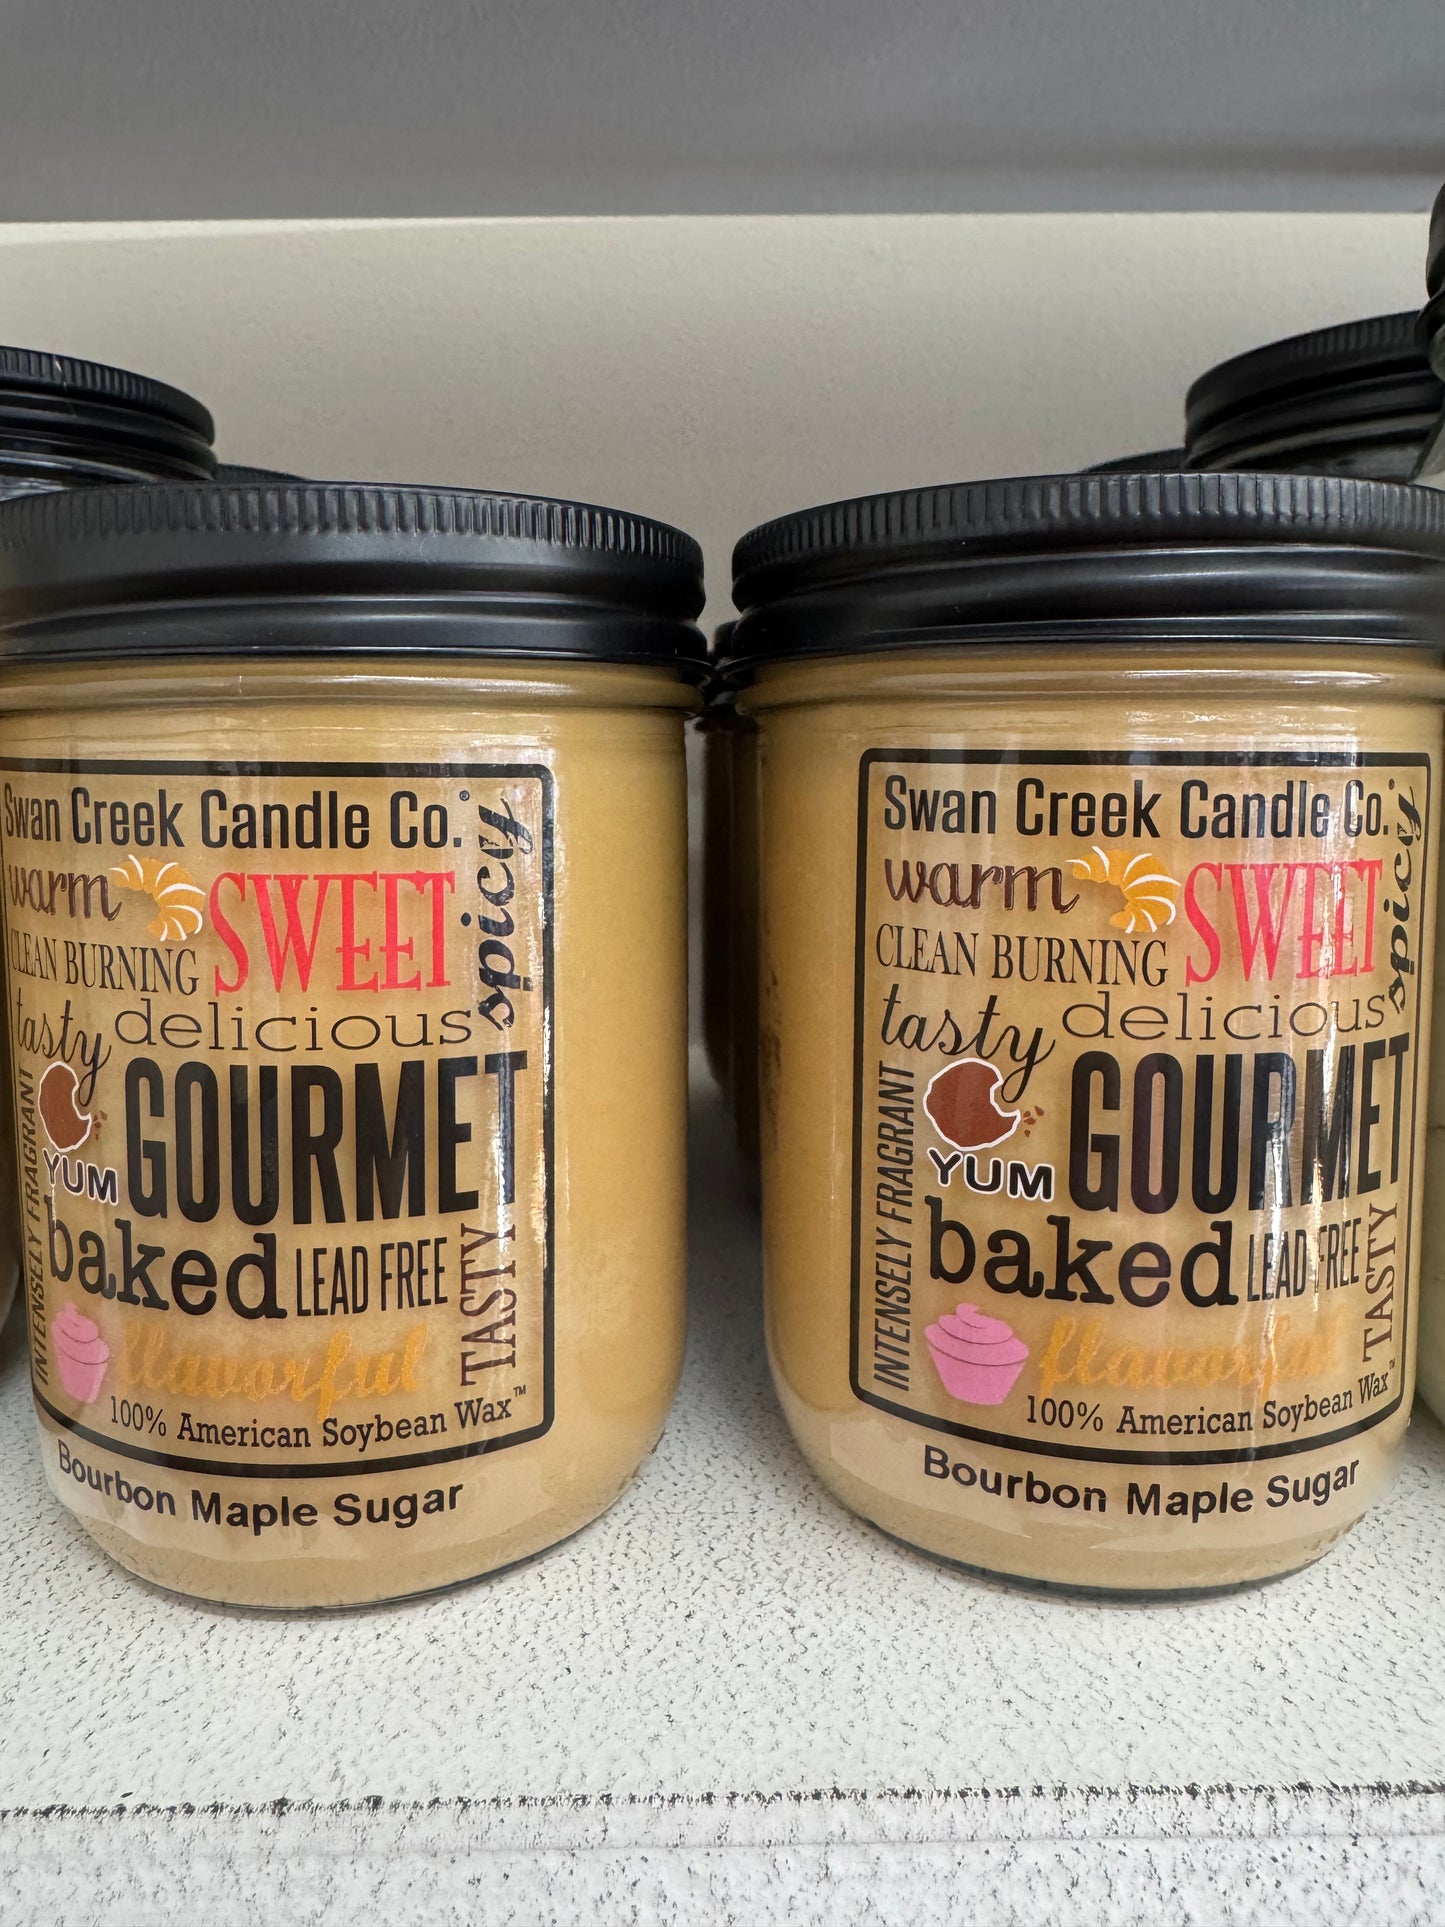 Swan Creek Candle Co.®
warm SWEET spicy
CLEAN BURNING
tasty delicious
YUM GOURMET
INTENSELY FRAGRANT
baked LEAD FREE TASTY
flavorful
100% American Soybean Wax™
Bourbon Maple Sugar
Swan Creek Candle Co.®
warm SWEET spicy
CLEAN BURNING
tasty delicious
YUM GOURMET
INTENSELY FRAGRANT
baked LEAD FREE TASTY
flavorful
100% American Soybean Wax™
Bourbon Maple Sugar